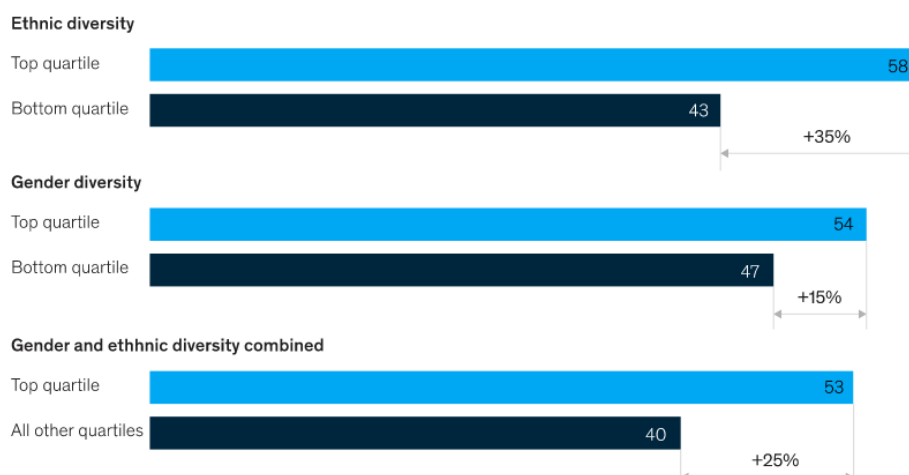 Ethnic diversity
Top quartile 58
Bottom quartile 43
+35%
Gender diversity
Top quartile 54
Bottom quartile 47
+15%
Gender and ethhnic diversity combined
Top quartile 53
All other quartiles 40
+25%